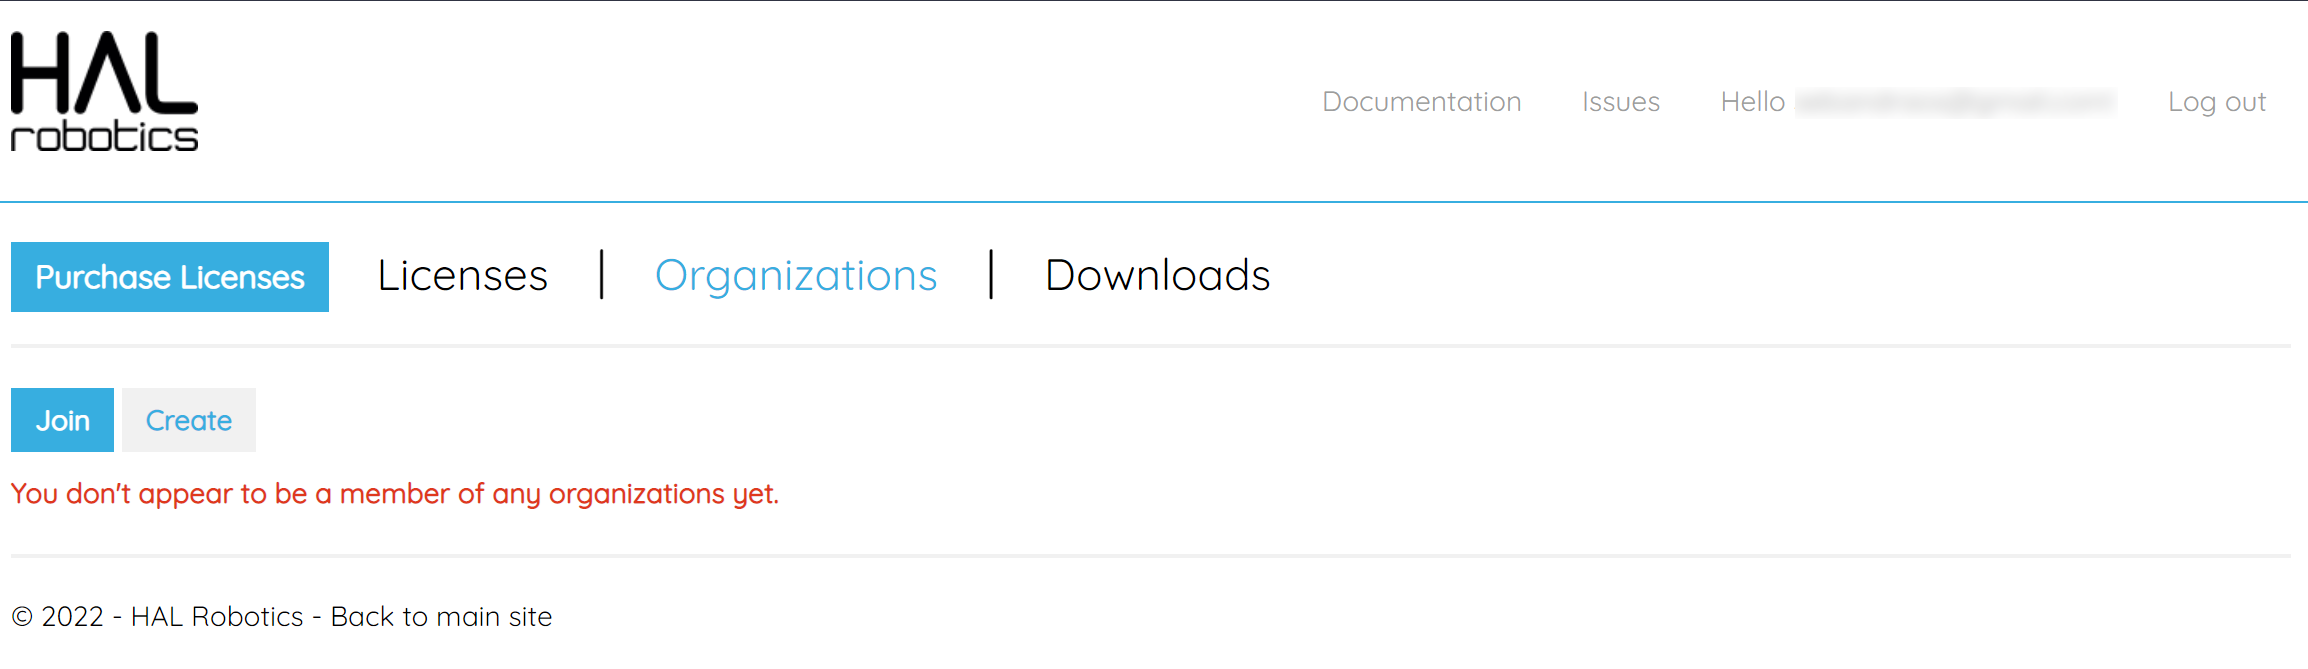 HAL
robotics
Documentation Issues Hello Log out
Purchase Licenses Licenses | Organizations | Downloads
Join Create
You don't appear to be a member of any organizations yet.
© 2022 - HAL Robotics - Back to main site